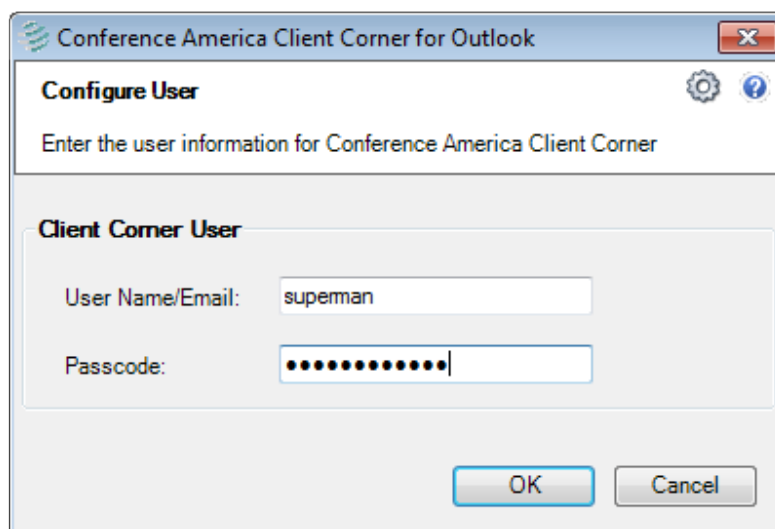 Conference America Client Corner for Outlook
Configure User
Enter the user information for Conference America Client Corner
Client Corner User
User Name/Email: superman
Passcode: ●●●●●●●●●●●●
OK Cancel